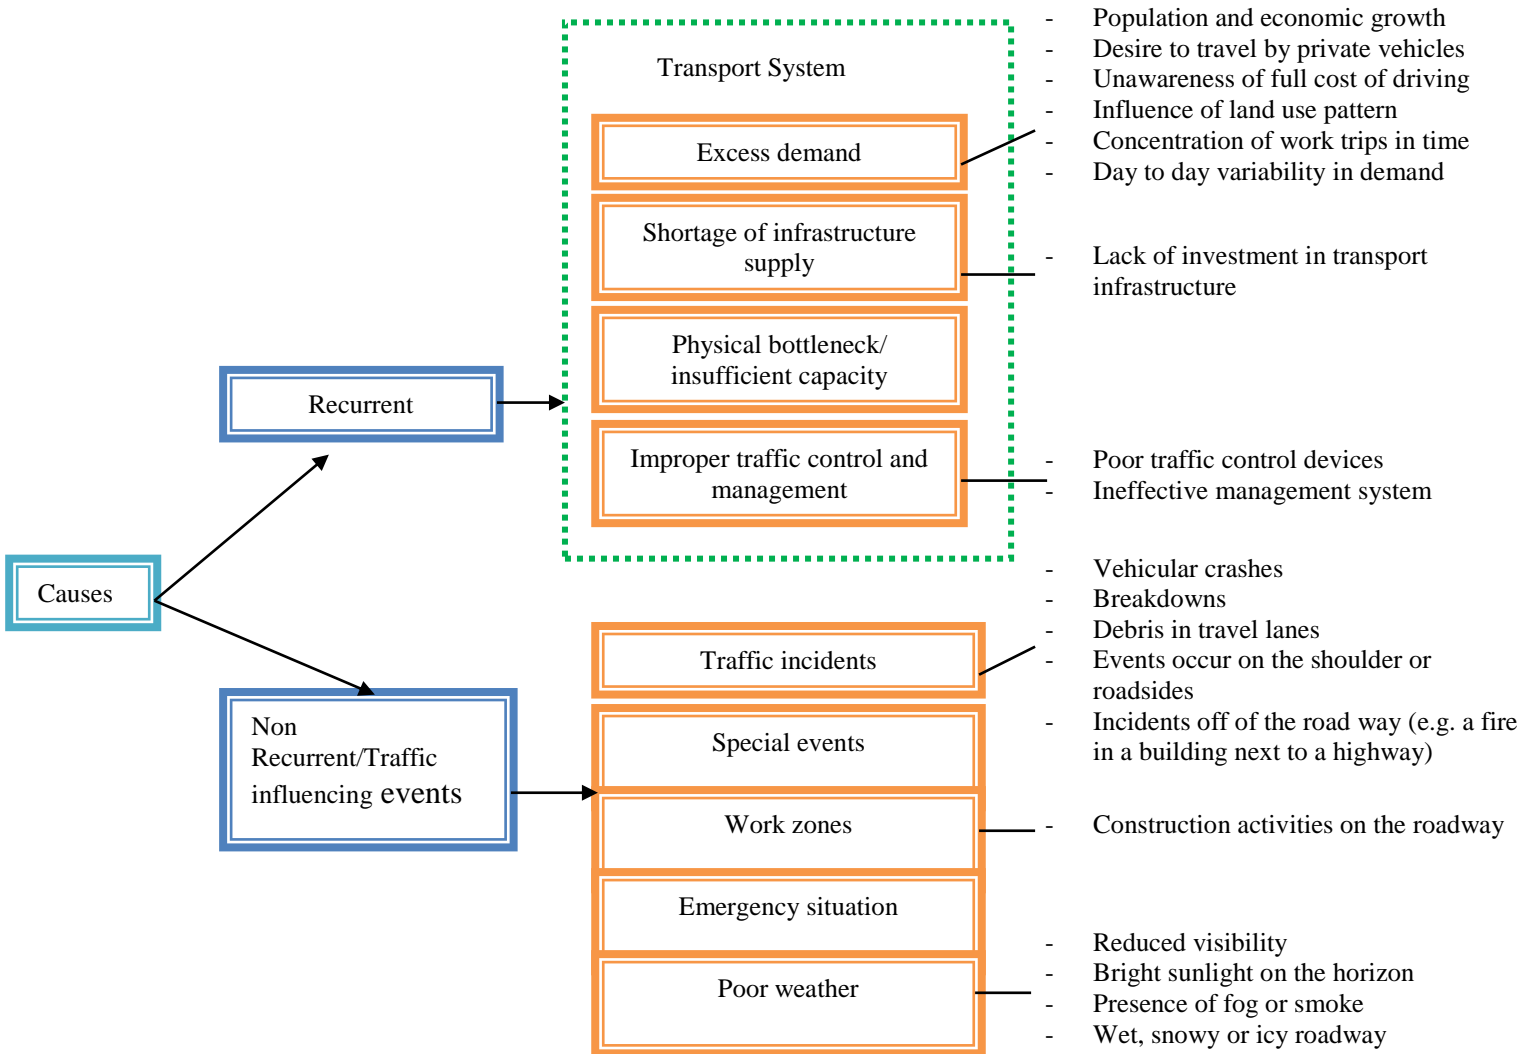 Transport System
Excess demand
- Population and economic growth
- Desire to travel by private vehicles
- Unawareness of full cost of driving
- Influence of land use pattern
- Concentration of work trips in time
- Day to day variability in demand
Shortage of infrastructure
supply
- Lack of investment in transport
infrastructure
Physical bottleneck/
insufficient capacity
Recurrent
Improper traffic control and
management
- Poor traffic control devices
- Ineffective management system
Causes
Non
Recurrent/Traffic
influencing events
Traffic incidents
- Vehicular crashes
- Breakdowns
- Debris in travel lanes
- Events occur on the shoulder or
roadsides
- Incidents off of the road way (e.g. a fire
in a building next to a highway)
Special events
Work zones
- Construction activities on the roadway
Emergency situation
Poor weather
- Reduced visibility
- Bright sunlight on the horizon
- Presence of fog or smoke
- Wet, snowy or icy roadway